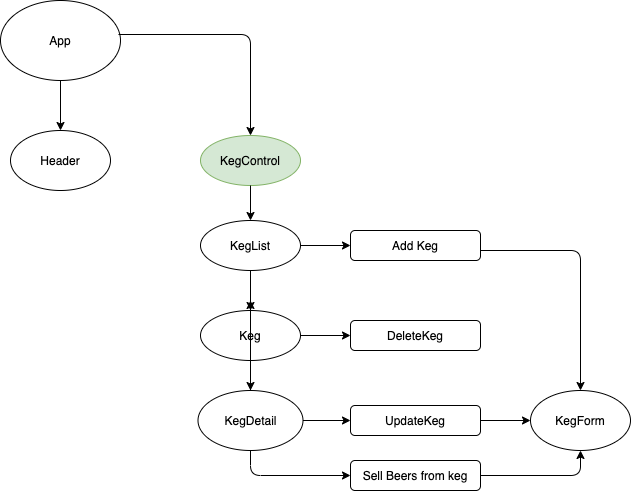 App
Header
KegControl
KegList
Add Keg
Keg
DeleteKeg
KegDetail
UpdateKeg
KegForm
Sell Beers from keg